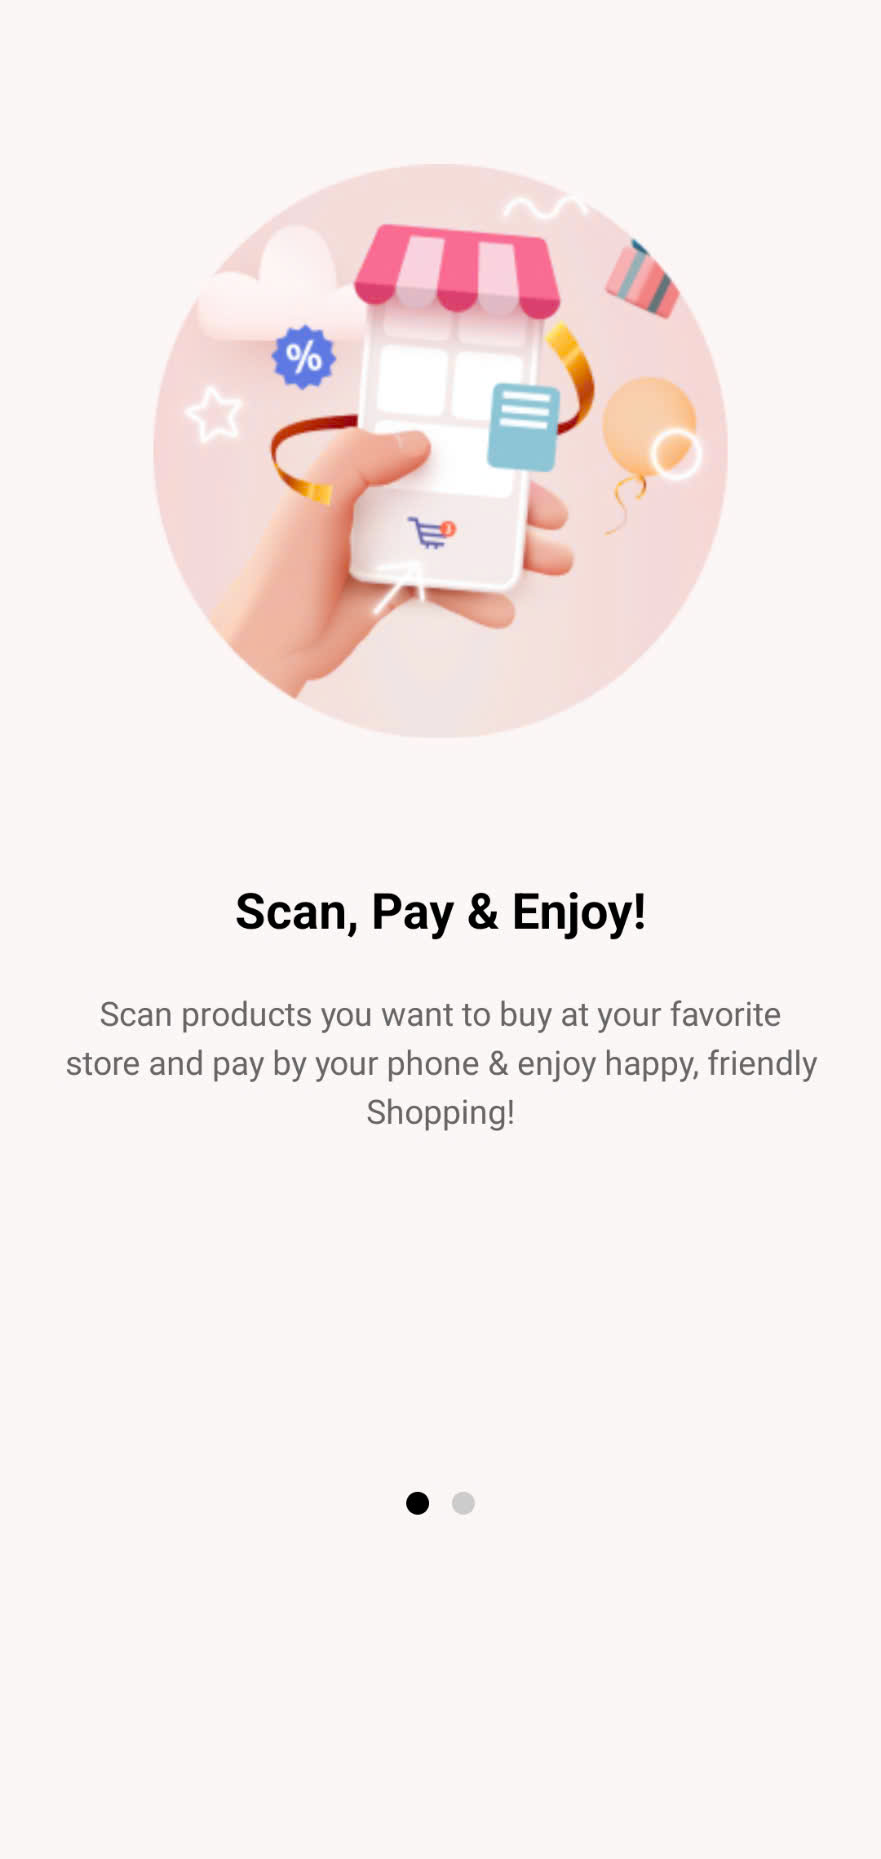 %
Scan, Pay & Enjoy!
Scan products you want to buy at your favorite
store and pay by your phone & enjoy happy, friendly
Shopping!